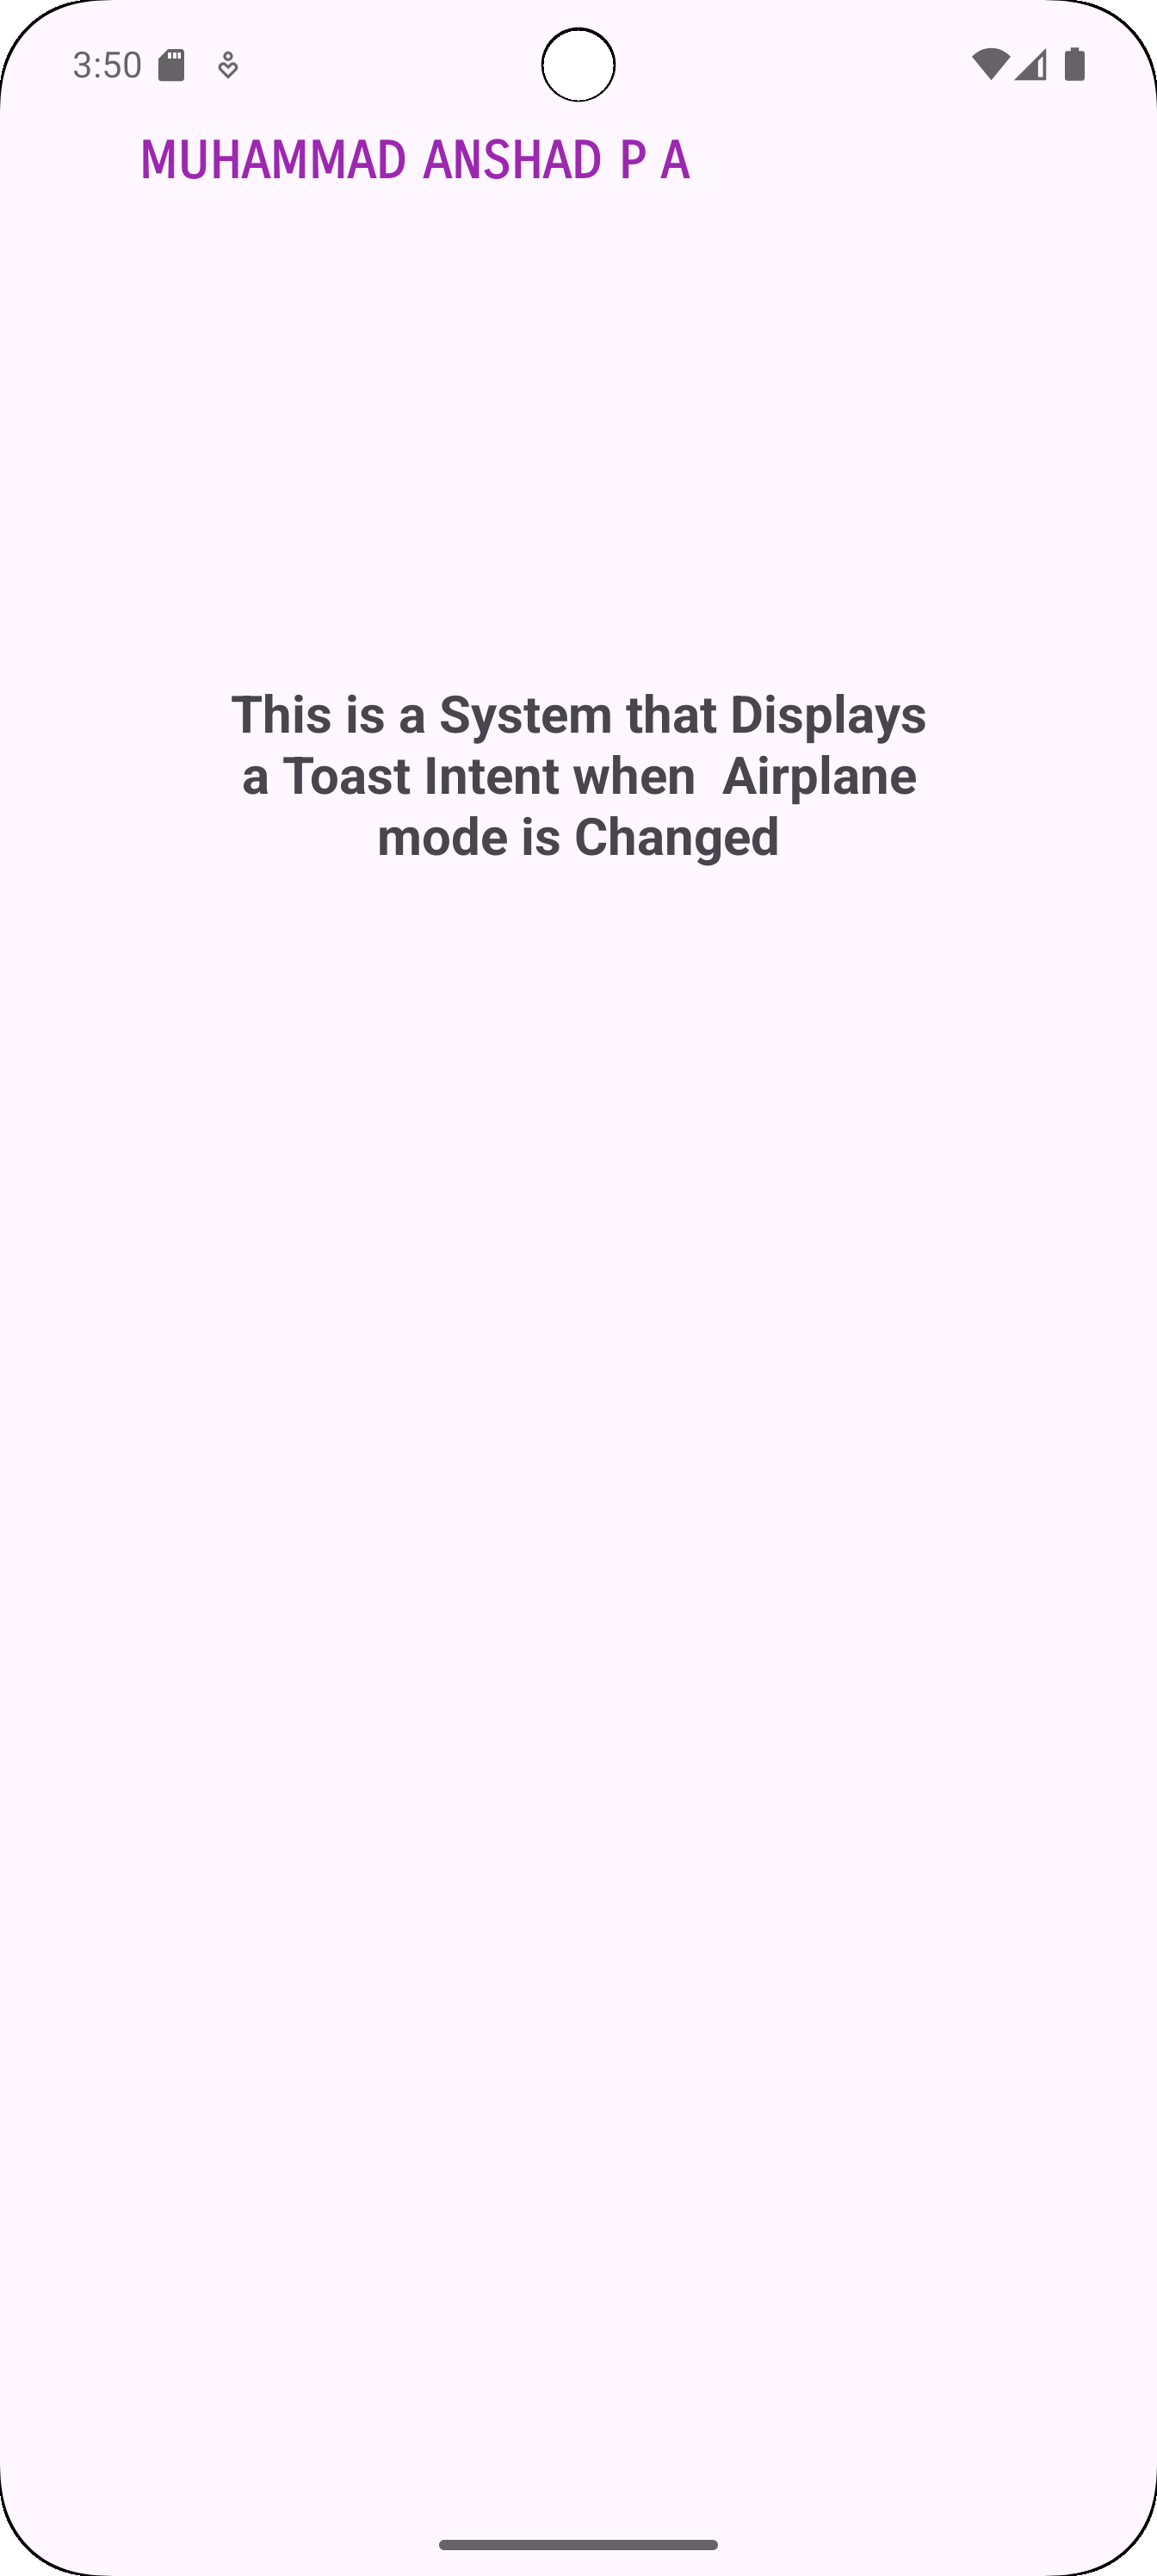 3:50
MUHAMMAD ANSHAD P A
This is a System that Displays
a Toast Intent when  Airplane
mode is Changed